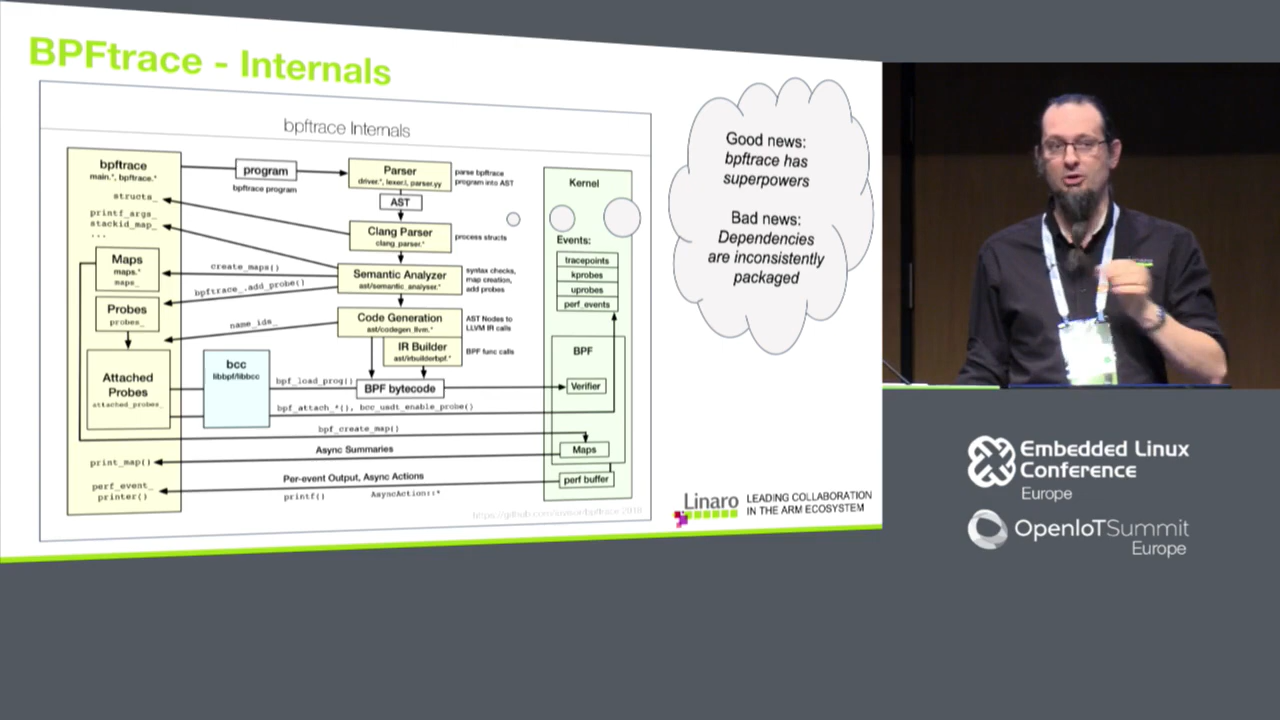 BPFtrace - Internals
bpftrace Internals
bpftrace
main.*, bpftrace.*
structs_
printf_args_
stackid_map_
...
Maps
maps.*
maps_
Probes
probes_
Attached
Probes
attached_probes_
print_map()
perf_event_
printer()
program
bpftrace program
Parser
driver.*, lexer.l, parser.yy
parse bpftrace
program into AST
AST
Clang Parser
clang_parser.*
process structs
create_maps()
bpftrace_.add_probe()
Semantic Analyzer
ast/semantic_analyser.*
syntax checks,
map creation,
add probes
name_ids_
Code Generation
ast/codegen_llvm.*
AST Nodes to
LLVM IR calls
IR Builder
ast/irbuilderbpf.*
BPF func calls
bcc
libbpf/libbcc
bpf_load_prog()
BPF bytecode
bpf_attach_*(), bcc_usdt_enable_probe()
bpf_create_map()
Async Summaries
Per-event Output, Async Actions
printf()
AsyncAction::*
Kernel
Events:
tracepoints
kprobes
uprobes
perf_events
BPF
Verifier
Maps
perf buffer
Good news:
bpftrace has
superpowers
Bad news:
Dependencies
are inconsistently
packaged
Linaro
LEADING COLLABORATION
IN THE ARM ECOSYSTEM
Embedded Linux
Conference
Europe
OpenIoTSummit
Europe